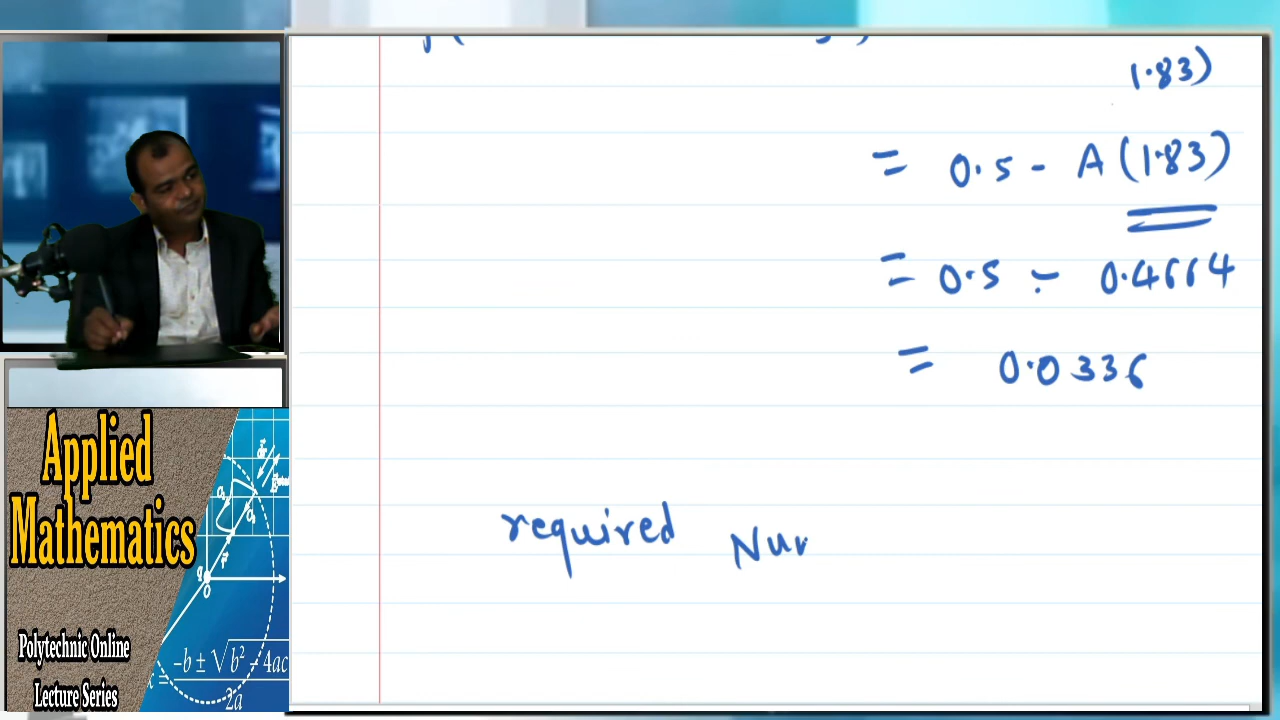 1.83)
= 0.5 - A (1.83)
= 0.5 - 0.4664
= 0.0336
required Nu
Applied
Mathematics
Polytechnic Online
Lecture Series
-b ± √b² - 4ac
2a